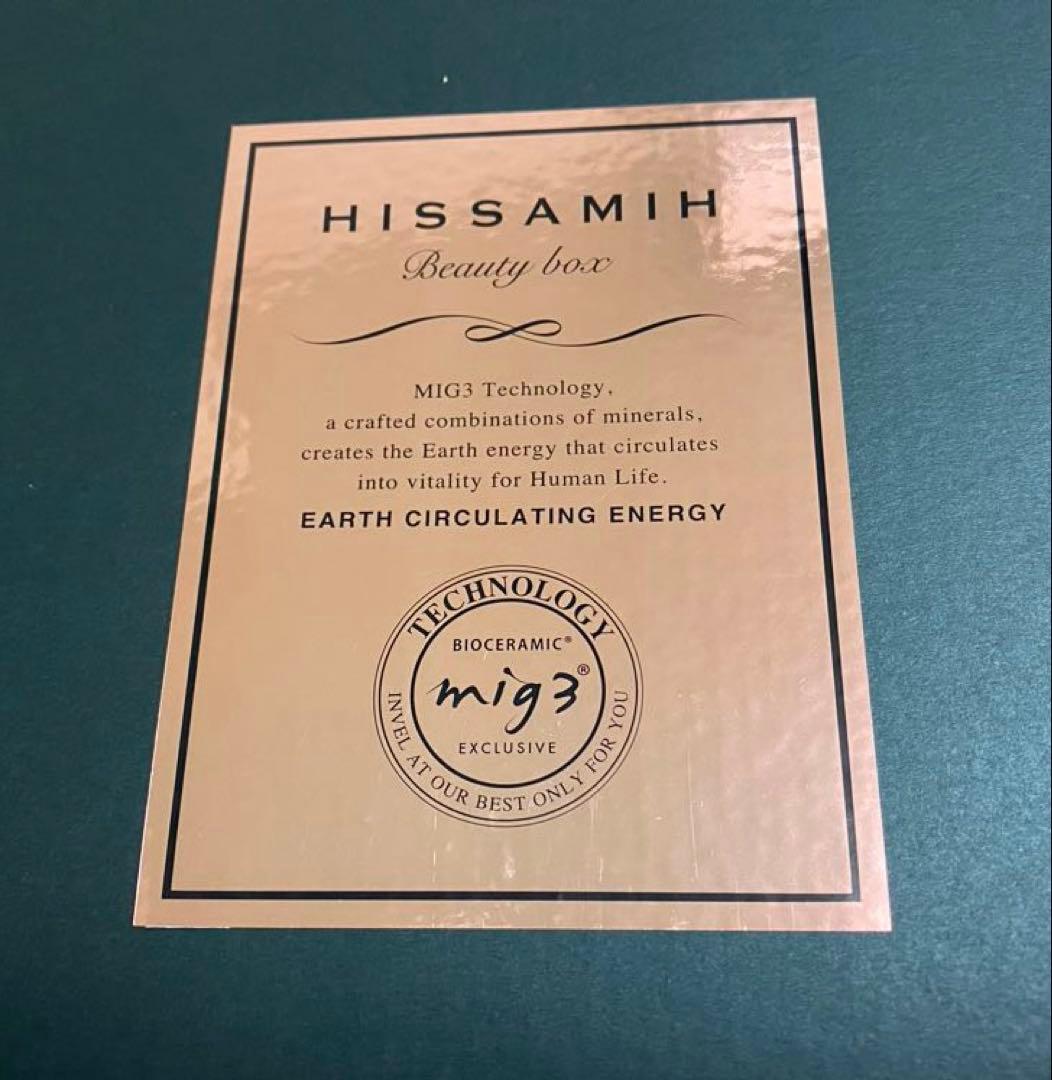 HISSAMIH
Beauty box
MIG3 Technology,
a crafted combinations of minerals,
creates the Earth energy that circulates
into vitality for Human Life.
EARTH CIRCULATING ENERGY
TECHNOLOGY
BIOCERAMIC®
mig3®
EXCLUSIVE
INVEL AT OUR BEST ONLY FOR YOU